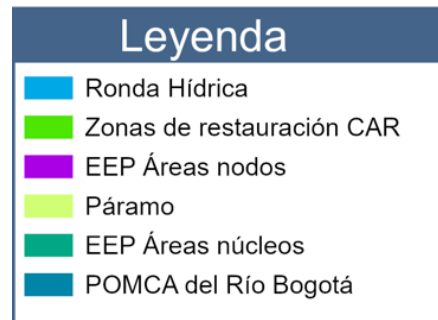 Leyenda
Ronda Hídrica
Zonas de restauración CAR
EEP Áreas nodos
Páramo
EEP Áreas núcleos
POMCA del Río Bogotá